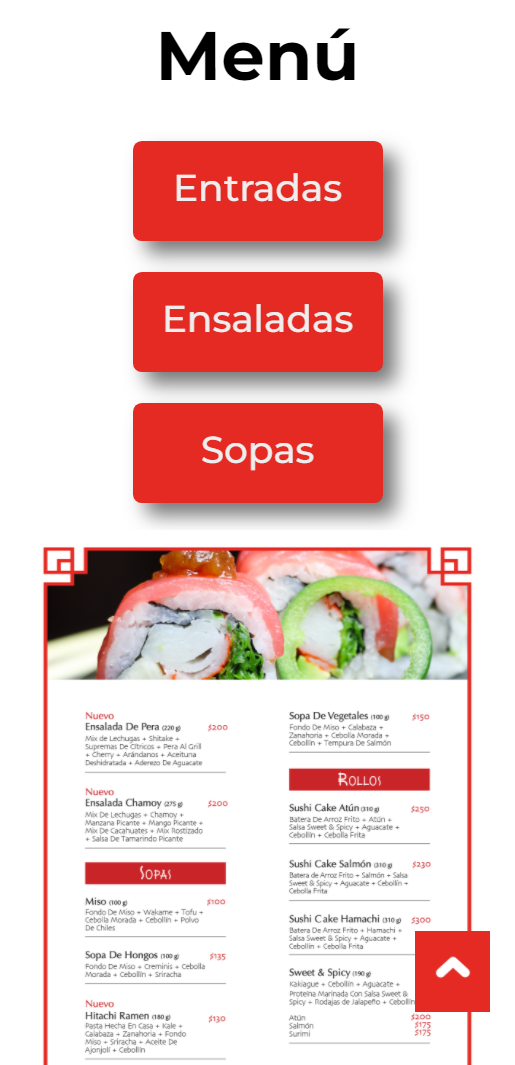 Menú
Entradas
Ensaladas
Sopas
Nuevo
Ensalada De Pera (220 g) $200
Mix de Lechugas + Shitake +
Supremas De Cítricos + Pera Al Grill
+ Cherry + Arándanos + Aceituna
Deshidratada + Aderezo De Aguacate
Nuevo
Ensalada Chamoy (275 g) $200
Mix De Lechugas + Chamoy +
Manzana Picante + Mango Picante +
Mix De Cacahuates + Mix Rostizado
+ Salsa De Tamarindo Picante
Sopas
Miso (100 g) $100
Fondo De Miso + Wakame + Tofu +
Cebolla Morada + Cebollín + Polvo
De Chiles
Sopa De Hongos (100 g) $135
Fondo De Miso + Creminis + Cebolla
Morada + Cebollín + Sriracha
Nuevo
Hitachi Ramen (180 g) $130
Pasta Hecha En Casa + Kale +
Calabaza + Zanahoria + Fondo
Miso + Sriracha + Aceite De
Ajonjolí + Cebollín
Sopa De Vegetales (100 g) $150
Fondo De Miso + Calabaza +
Zanahoria + Cebolla Morada +
Cebollín + Tempura De Salmón
Rollos
Sushi Cake Atún (310 g) $250
Batera De Arroz Frito + Atún +
Salsa Sweet & Spicy + Aguacate +
Cebollín + Cebolla Frita
Sushi Cake Salmón (310 g) $230
Batera de Arroz Frito + Salmón + Salsa
Sweet & Spicy + Aguacate + Cebollín +
Cebolla Frita
Sushi Cake Hamachi (310 g) $300
Batera De Arroz Frito + Hamachi +
Salsa Sweet & Spicy + Aguacate +
Cebollín + Cebolla Frita
Sweet & Spicy (190 g)
Kakiague + Cebollín + Aguacate +
Proteína Marinada Con Salsa Sweet &
Spicy + Rodajas de Jalapeño + Cebollín
Atún $200
Salmón $175
Surimi $175